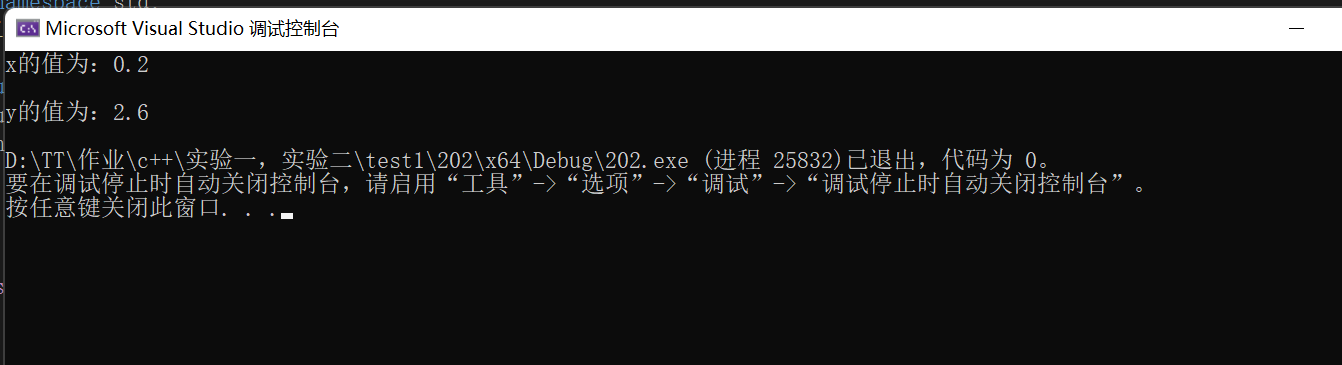 namespace std;
Microsoft Visual Studio 调试控制台
x的值为：0.2
y的值为：2.6
D:\TT\作业\c++\实验一，实验二\test1\202\x64\Debug\202.exe (进程 25832)已退出，代码为 0。
要在调试停止时自动关闭控制台，请启用“工具”->“选项”->“调试”->“调试停止时自动关闭控制台”。
按任意键关闭此窗口. . .